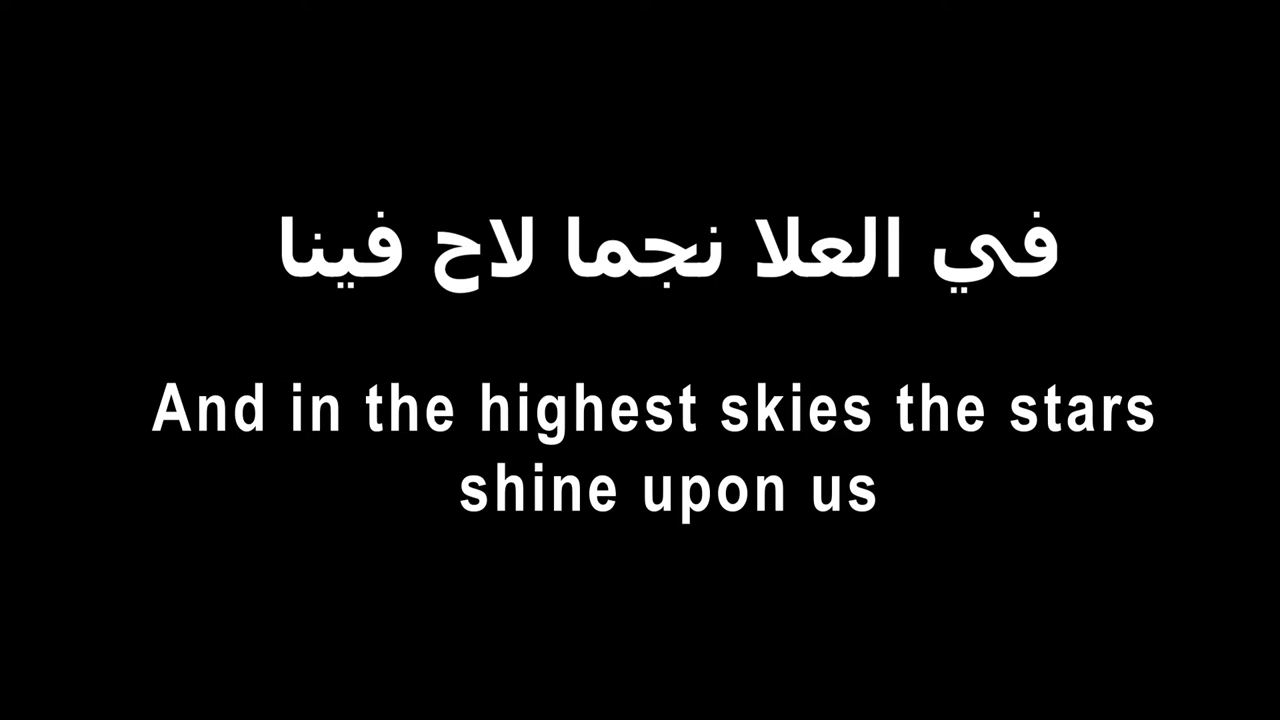 في العلا نجما لاح فينا
And in the highest skies the stars
shine upon us